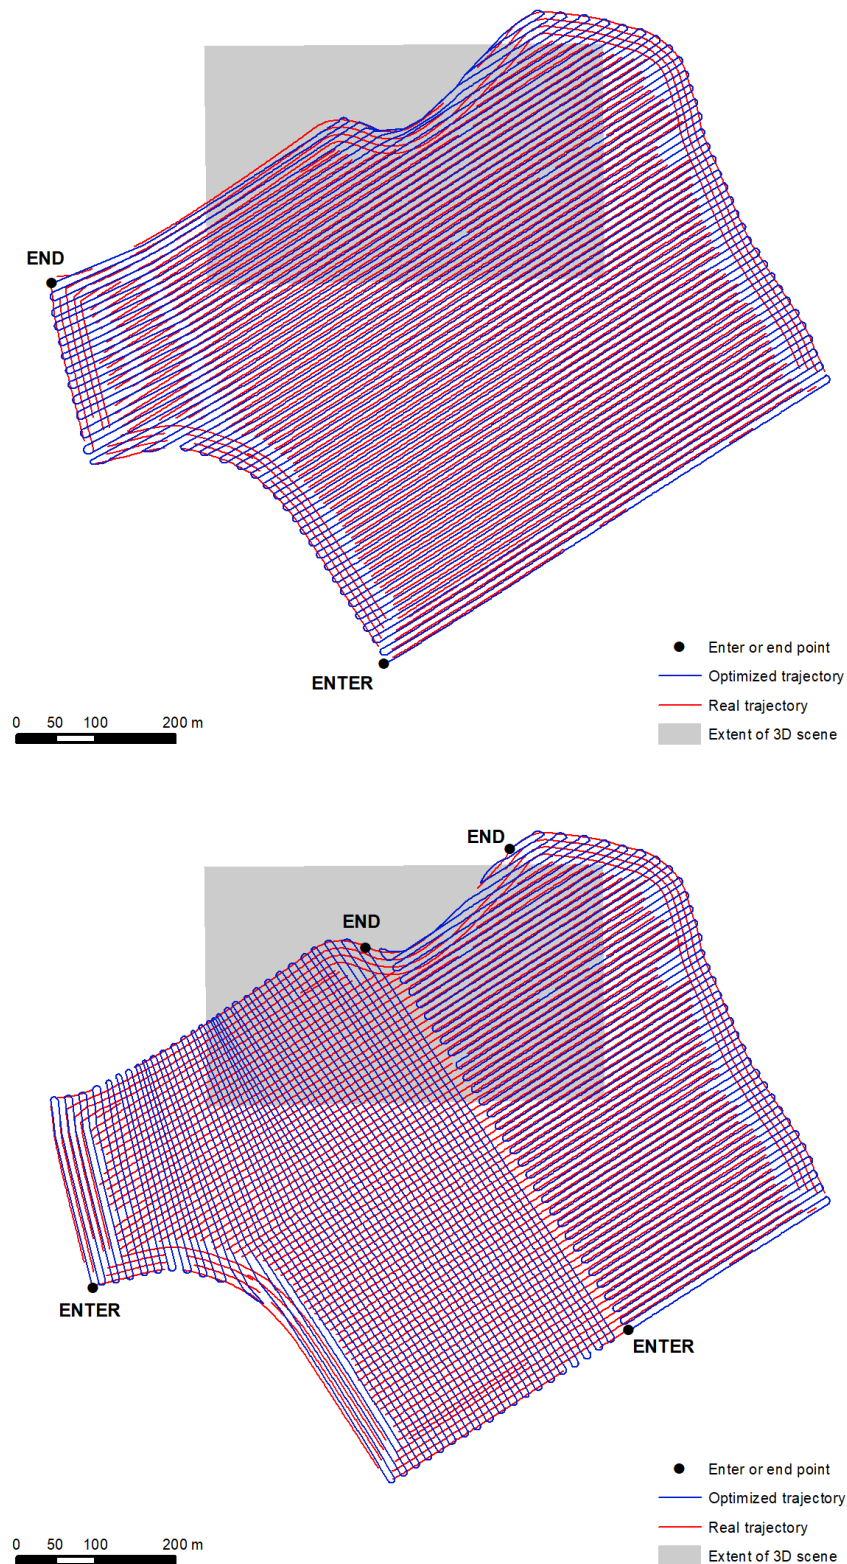 END
ENTER
Enter or end point
Optimized trajectory
Real trajectory
0 50 100 200 m
Extent of 3D scene
END
END
ENTER
ENTER
Enter or end point
Optimized trajectory
Real trajectory
0 50 100 200 m
Extent of 3D scene